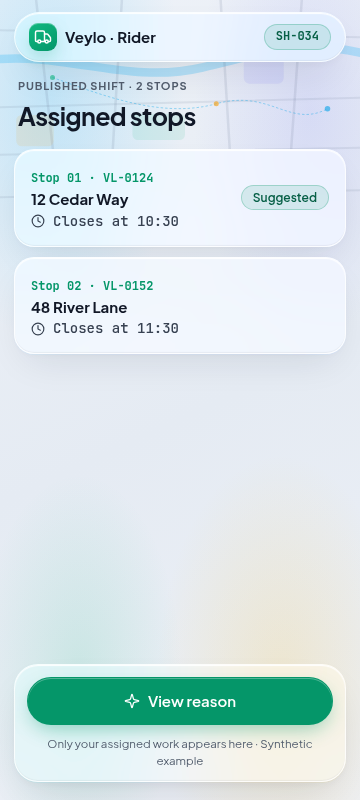 Veylo · Rider
SH-034
PUBLISHED SHIFT · 2 STOPS
Assigned stops
Stop 01 · VL-0124
12 Cedar Way
Suggested
Closes at 10:30
Stop 02 · VL-0152
48 River Lane
Closes at 11:30
View reason
Only your assigned work appears here · Synthetic
example